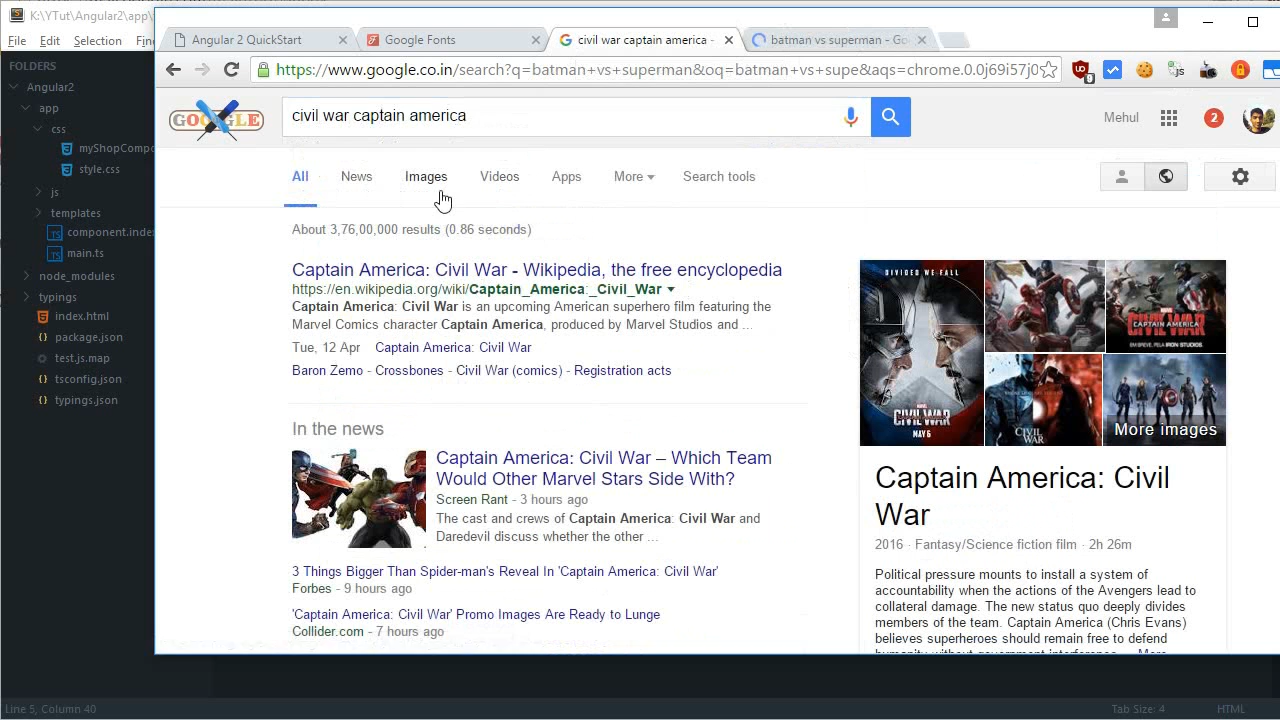 K:\YTut\Angular2\app\
File Edit Selection
FOLDERS
Angular2
app
css
myShopCompo
style.css
js
templates
component.inde
main.ts
node_modules
typings
index.html
package.json
test.js.map
tsconfig.json
typings.json
Line 5, Column 40
Tab Size: 4
HTML
Angular 2 QuickStart
Google Fonts
civil war captain america -
batman vs superman - Go
https://www.google.co.in/search?q=batman+vs+superman&oq=batman+vs+supe&aqs=chrome.0.0j69i57j0
9
GOOGLE
civil war captain america
Mehul
2
All
News
Images
Videos
Apps
More
Search tools
About 3,76,00,000 results (0.86 seconds)
Captain America: Civil War - Wikipedia, the free encyclopedia
https://en.wikipedia.org/wiki/Captain_America:_Civil_War
Captain America: Civil War is an upcoming American superhero film featuring the
Marvel Comics character Captain America, produced by Marvel Studios and ...
Tue, 12 Apr Captain America: Civil War
Baron Zemo - Crossbones - Civil War (comics) - Registration acts
In the news
Captain America: Civil War – Which Team
Would Other Marvel Stars Side With?
Screen Rant - 3 hours ago
The cast and crews of Captain America: Civil War and
Daredevil discuss whether the other ...
3 Things Bigger Than Spider-man's Reveal In 'Captain America: Civil War'
Forbes - 9 hours ago
'Captain America: Civil War' Promo Images Are Ready to Lunge
Collider.com - 7 hours ago
DIVIDED WE FALL
CIVIL WAR
MAY 6
CAPTAIN AMERICA
CIVIL WAR
CIVIL
WAR
More images
Captain America: Civil
War
2016 · Fantasy/Science fiction film · 2h 26m
Political pressure mounts to install a system of
accountability when the actions of the Avengers lead to
collateral damage. The new status quo deeply divides
members of the team. Captain America (Chris Evans)
believes superheroes should remain free to defend
humanity without government interference. ... More